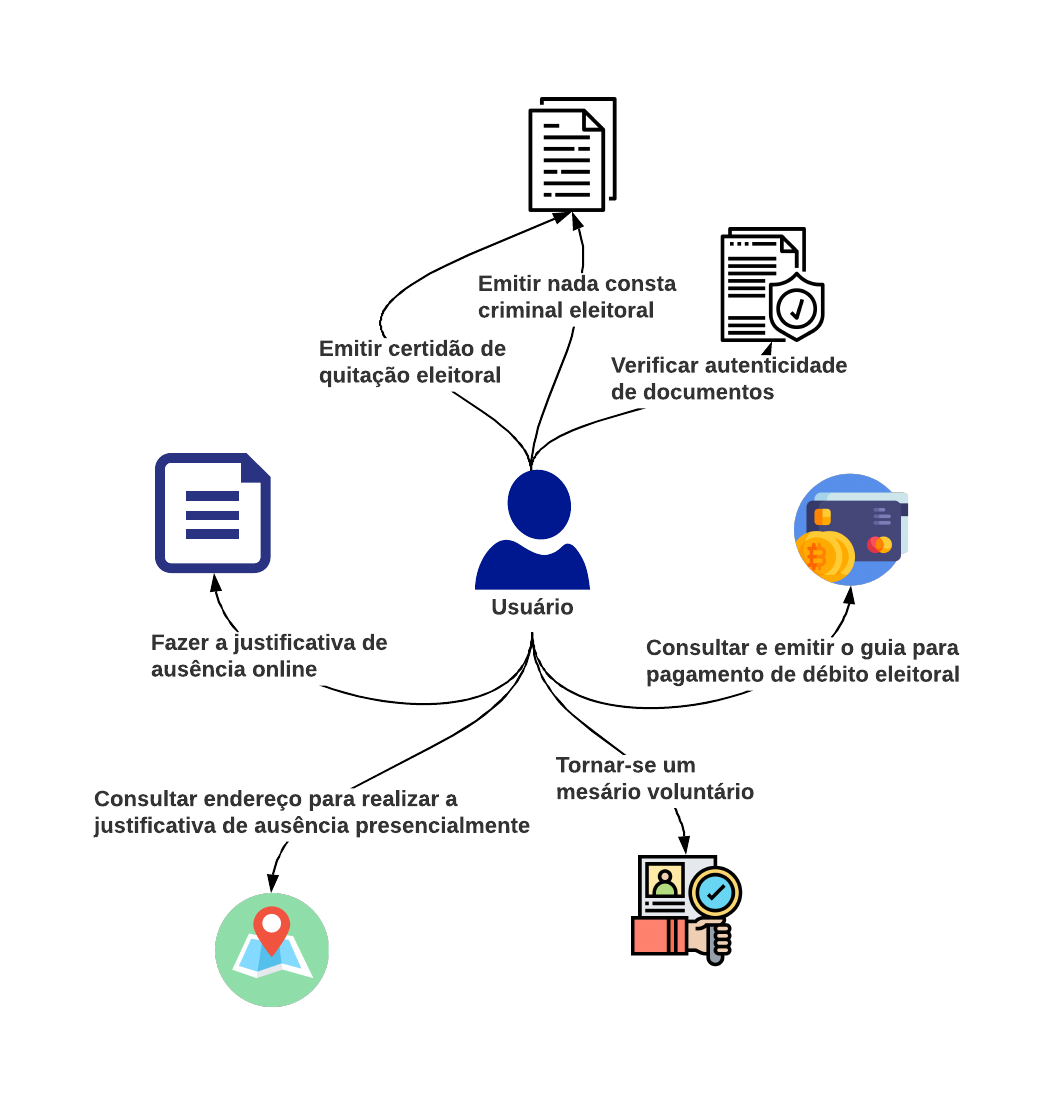 Emitir nada consta
criminal eleitoral
Emitir certidão de
quitação eleitoral
Verificar autenticidade
de documentos
Usuário
Fazer a justificativa de
ausência online
Consultar e emitir o guia para
pagamento de débito eleitoral
Tornar-se um
mesário voluntário
Consultar endereço para realizar a
justificativa de ausência presencialmente